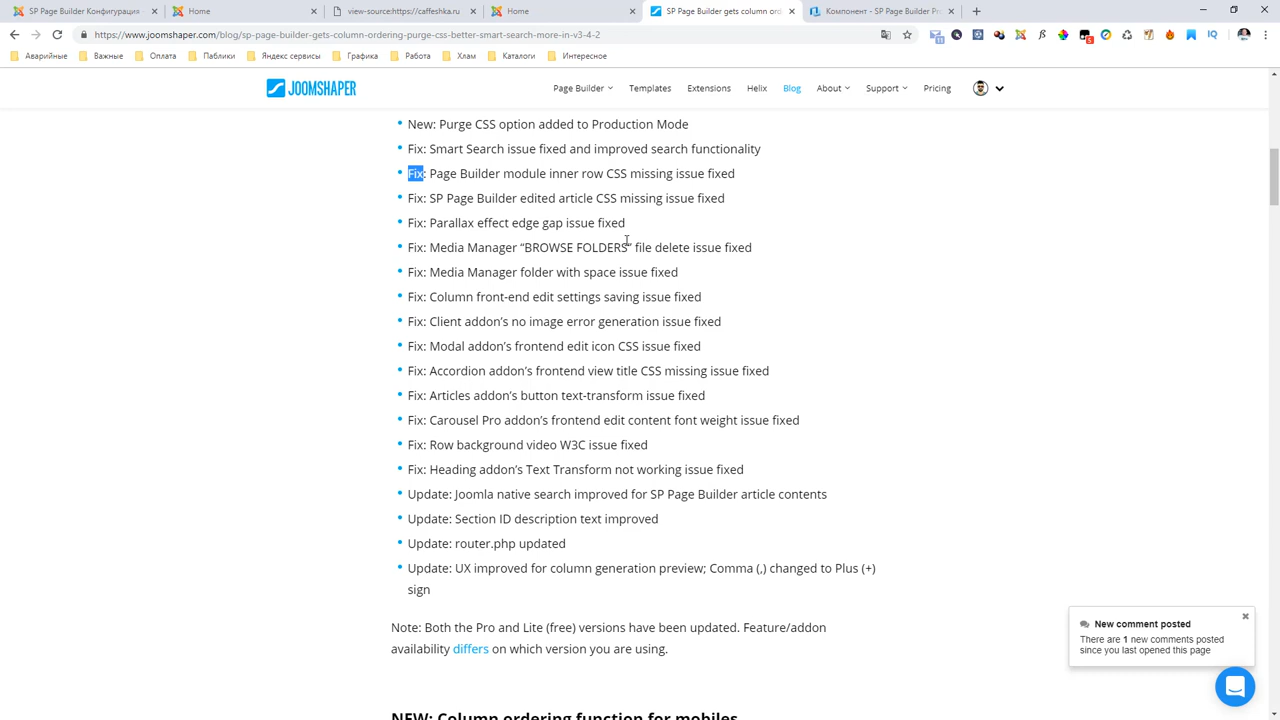 SP Page Builder Конфигурация
Home
view-source:https://caffeshka.ru
Home
SP Page Builder gets column ord
Компонент - SP Page Builder Pro
https://www.joomshaper.com/blog/sp-page-builder-gets-column-ordering-purge-css-better-smart-search-more-in-v3-4-2
Аварийные
Важные
Оплата
Паблики
Яндекс сервисы
Графика
Работа
Хлам
Каталоги
Интересное
JOOMSHAPER
Page Builder
Templates
Extensions
Helix
Blog
About
Support
Pricing
New: Purge CSS option added to Production Mode
Fix: Smart Search issue fixed and improved search functionality
Fix: Page Builder module inner row CSS missing issue fixed
Fix: SP Page Builder edited article CSS missing issue fixed
Fix: Parallax effect edge gap issue fixed
Fix: Media Manager “BROWSE FOLDERS” file delete issue fixed
Fix: Media Manager folder with space issue fixed
Fix: Column front-end edit settings saving issue fixed
Fix: Client addon’s no image error generation issue fixed
Fix: Modal addon’s frontend edit icon CSS issue fixed
Fix: Accordion addon’s frontend view title CSS missing issue fixed
Fix: Articles addon’s button text-transform issue fixed
Fix: Carousel Pro addon’s frontend edit content font weight issue fixed
Fix: Row background video W3C issue fixed
Fix: Heading addon’s Text Transform not working issue fixed
Update: Joomla native search improved for SP Page Builder article contents
Update: Section ID description text improved
Update: router.php updated
Update: UX improved for column generation preview; Comma (,) changed to Plus (+)
sign
Note: Both the Pro and Lite (free) versions have been updated. Feature/addon
availability differs on which version you are using.
New comment posted
There are 1 new comments posted
since you last opened this page
NEW: Column ordering function for mobiles